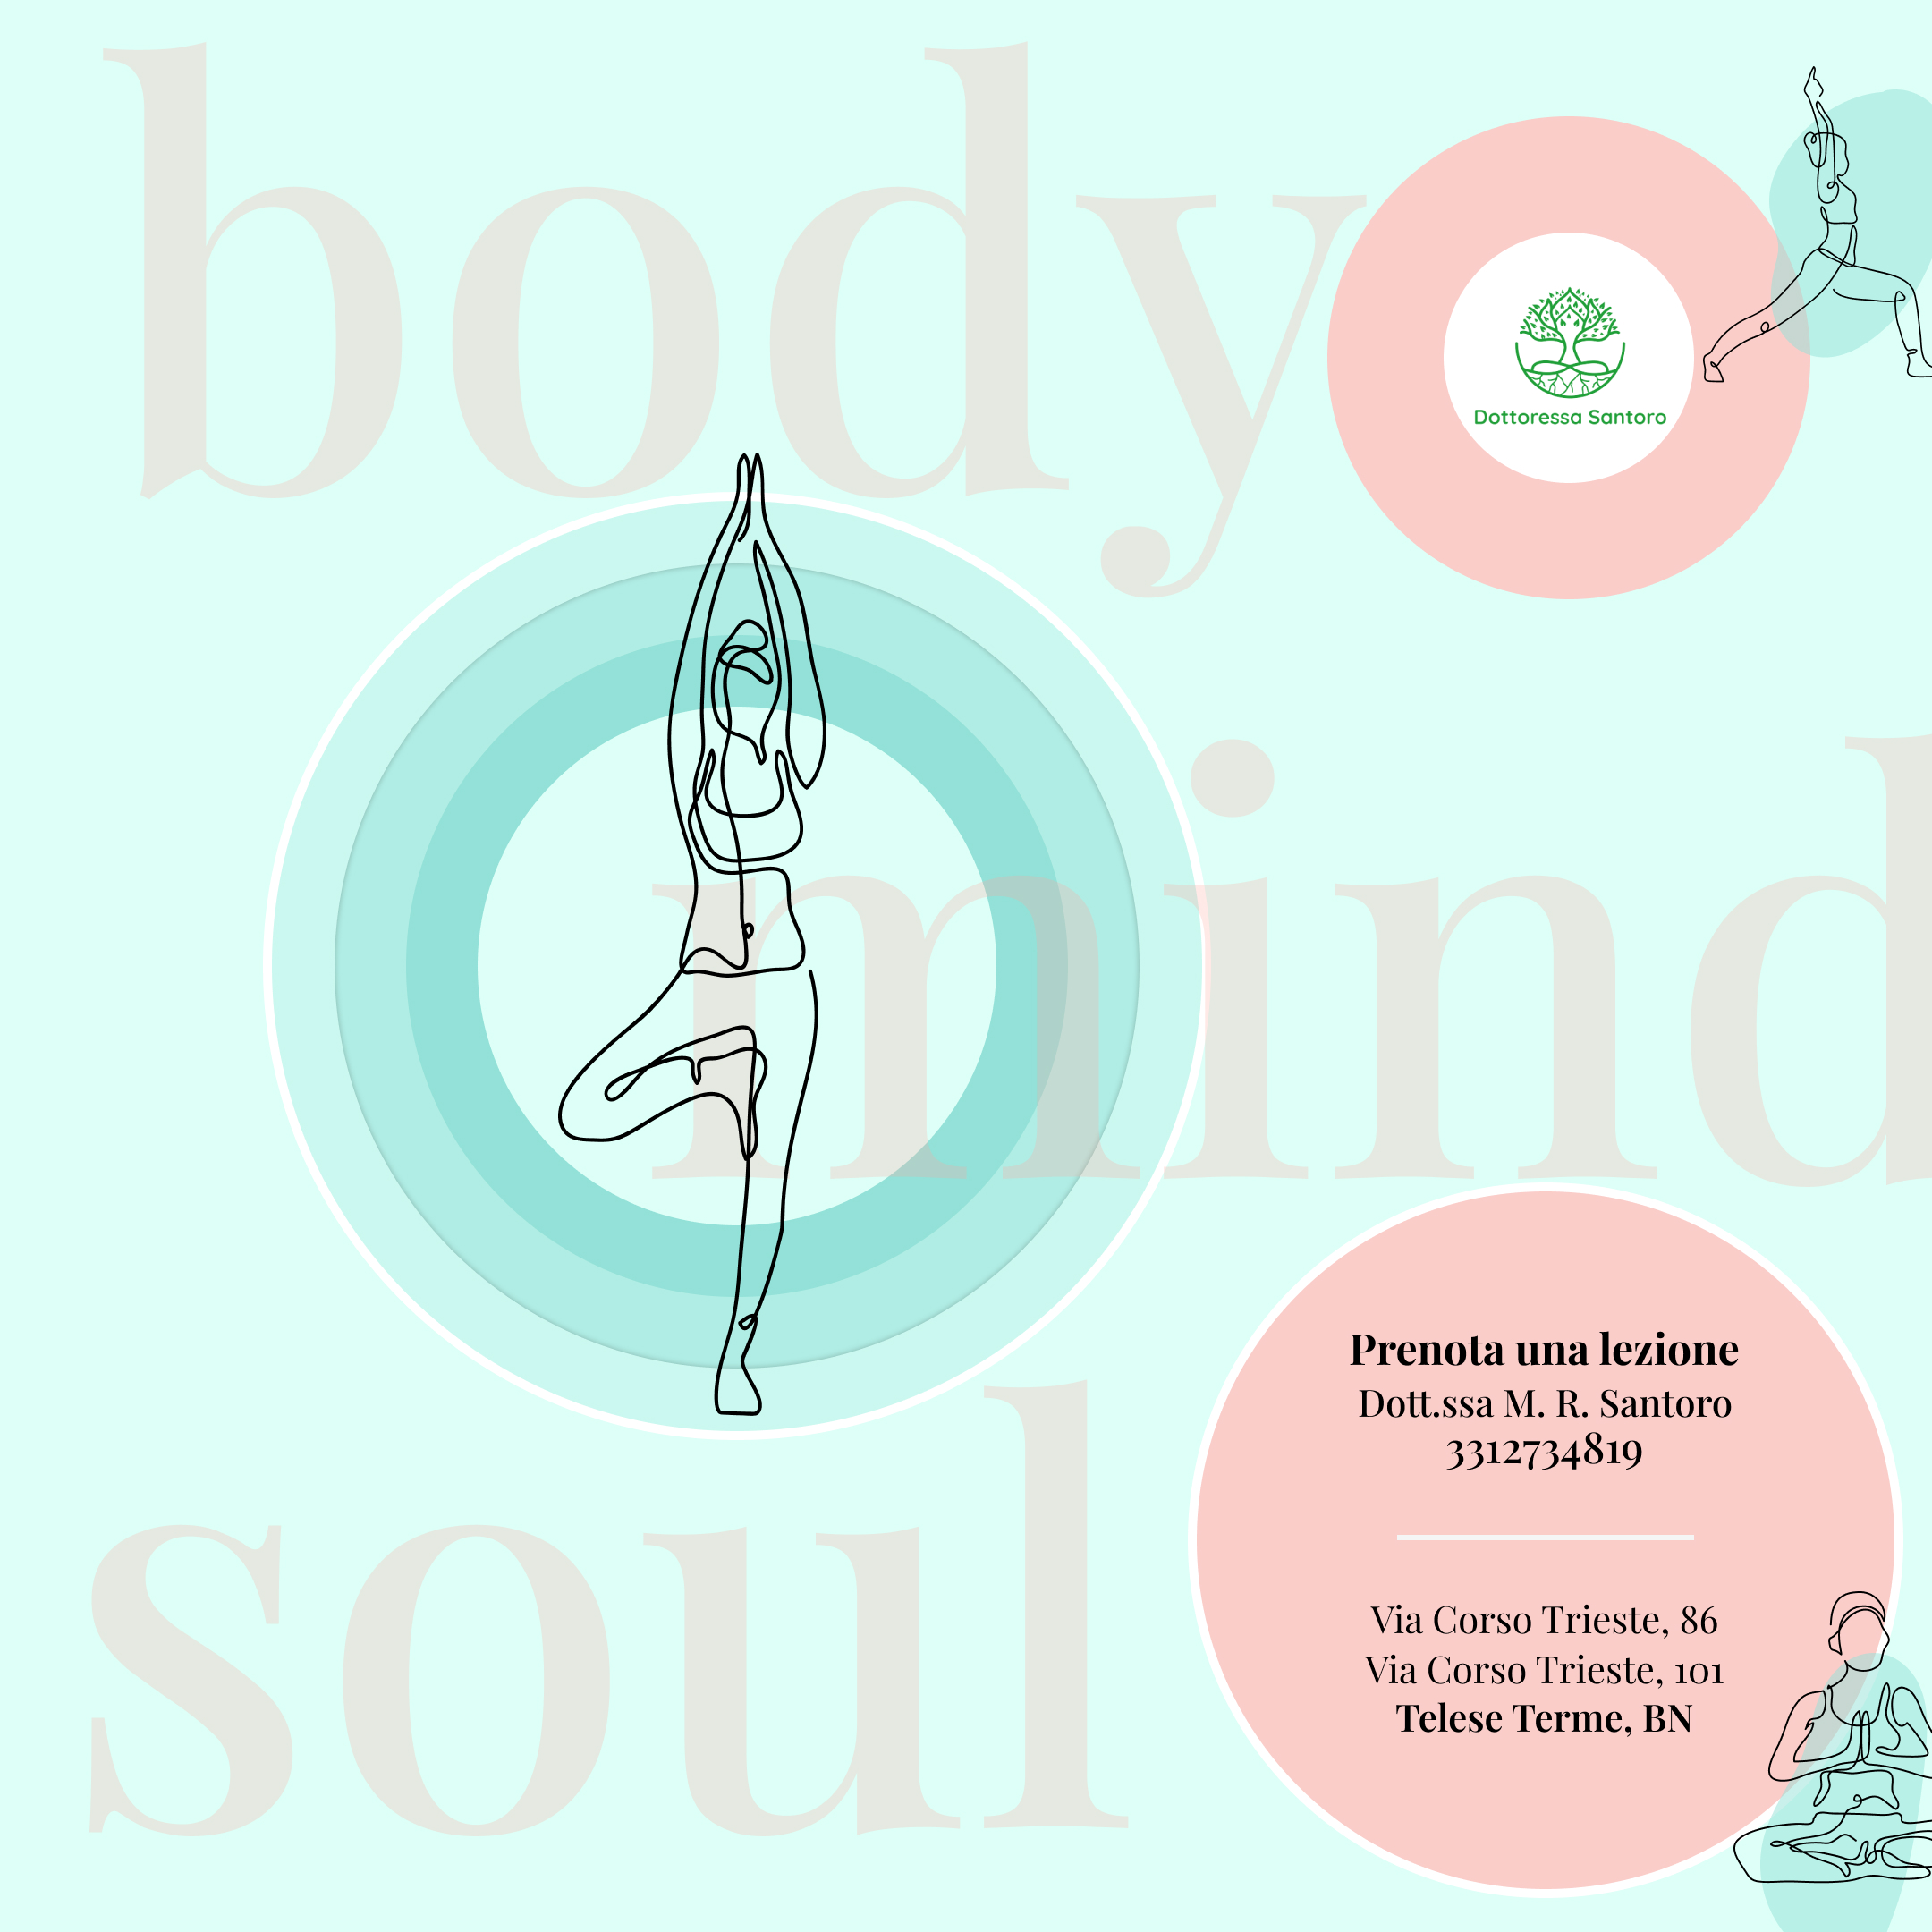 body
Dottoressa Santoro
mind
soul
Prenota una lezione
Dott.ssa M. R. Santoro
3312734819
Via Corso Trieste, 86
Via Corso Trieste, 101
Telese Terme, BN